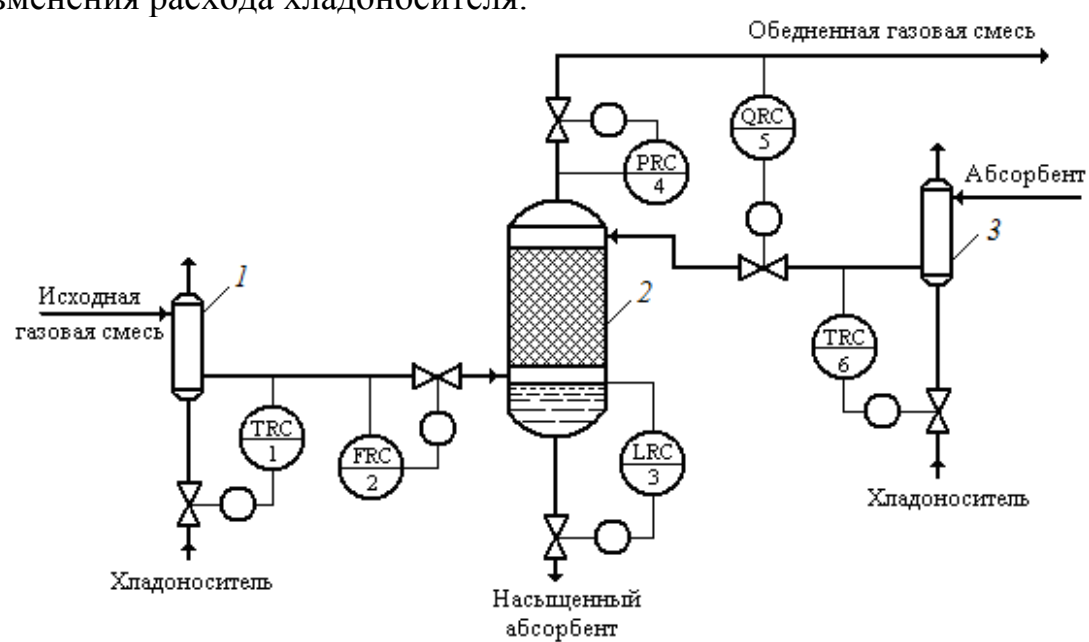 зменения расхода хладоносителя.
Обедненная газовая смесь
QRC
5
PRC
4
Абсорбент
3
1
2
Исходная
газовая смесь
TRC
6
TRC
1
FRC
2
LRC
3
Хладоноситель
Хладоноситель
Насыщенный
абсорбент